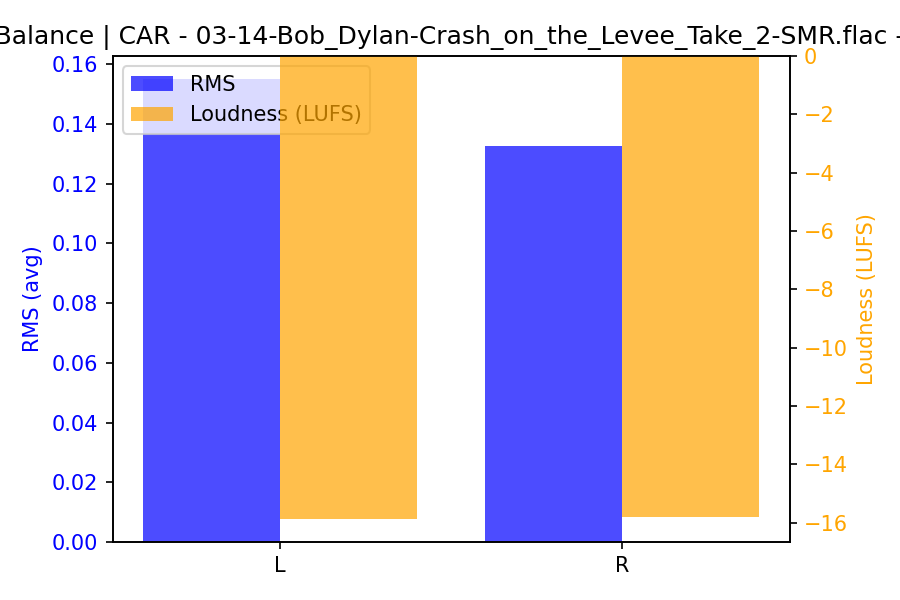 Balance | CAR - 03-14-Bob_Dylan-Crash_on_the_Levee_Take_2-SMR.flac -
RMS
Loudness (LUFS)
0.16
0.14
0.12
0.10
0.08
0.06
0.04
0.02
0.00
RMS (avg)
0
−2
−4
−6
−8
−10
−12
−14
−16
Loudness (LUFS)
L
R